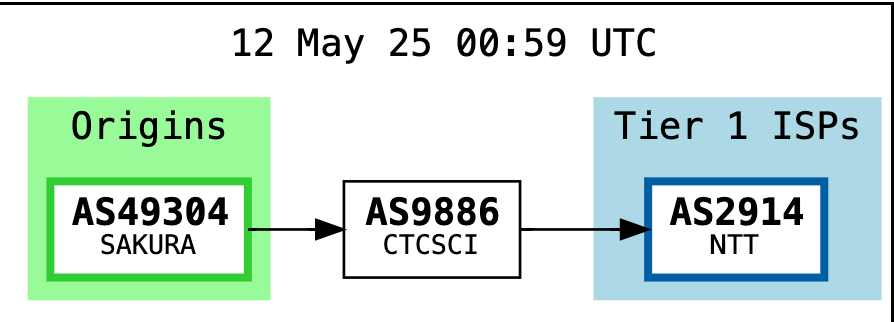 12 May 25 00:59 UTC
Origins
AS49304
SAKURA
AS9886
CTCSCI
Tier 1 ISPs
AS2914
NTT